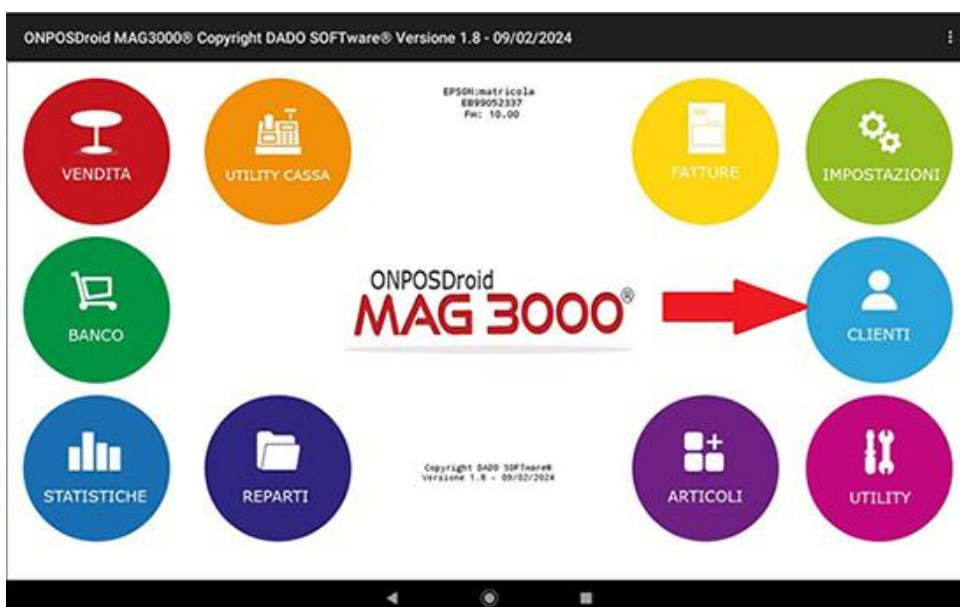 ONPOSDroid MAG3000® Copyright DADO SOFTware® Versione 1.8 - 09/02/2024
EPSON:matricola
EB99052337
Fm: 10.00
VENDITA
UTILITY CASSA
FATTURE
IMPOSTAZIONI
ONPOSDroid
MAG 3000®
BANCO
CLIENTI
Copyright DADO SOFTware®
Versione 1.8 - 09/02/2024
STATISTICHE
REPARTI
ARTICOLI
UTILITY